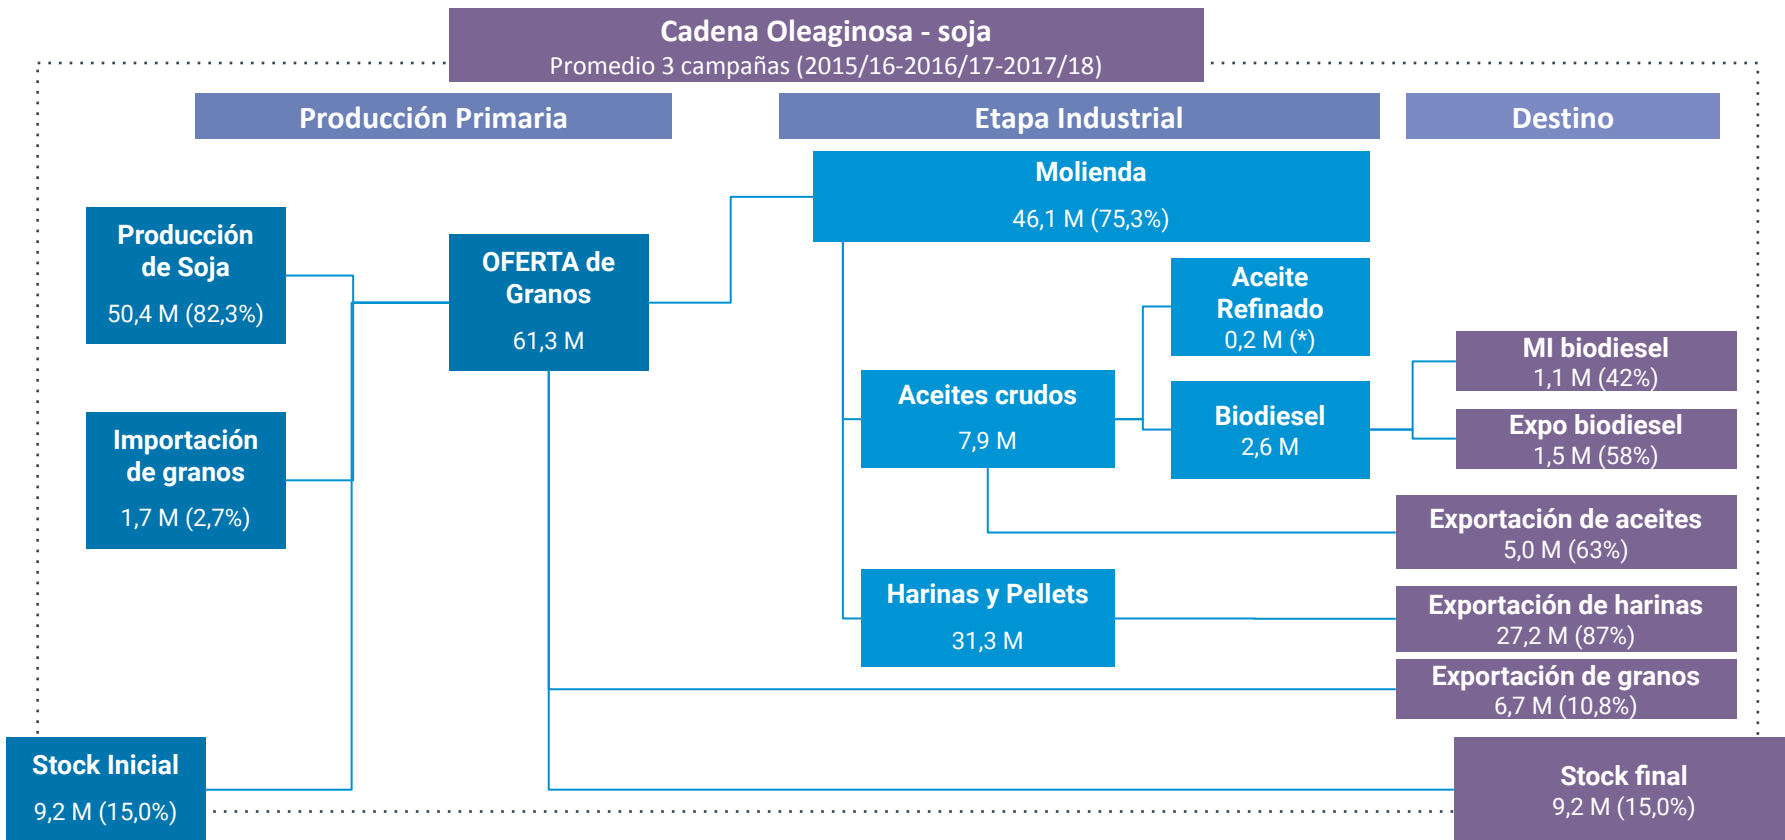 Cadena Oleaginosa - soja
Promedio 3 campañas (2015/16-2016/17-2017/18)
Producción Primaria
Etapa Industrial
Destino
Producción
de Soja
50,4 M (82,3%)
Importación
de granos
1,7 M (2,7%)
Stock Inicial
9,2 M (15,0%)
OFERTA de
Granos
61,3 M
Molienda
46,1 M (75,3%)
Aceites crudos
7,9 M
Harinas y Pellets
31,3 M
Aceite
Refinado
0,2 M (*)
Biodiesel
2,6 M
MI biodiesel
1,1 M (42%)
Expo biodiesel
1,5 M (58%)
Exportación de aceites
5,0 M (63%)
Exportación de harinas
27,2 M (87%)
Exportación de granos
6,7 M (10,8%)
Stock final
9,2 M (15,0%)